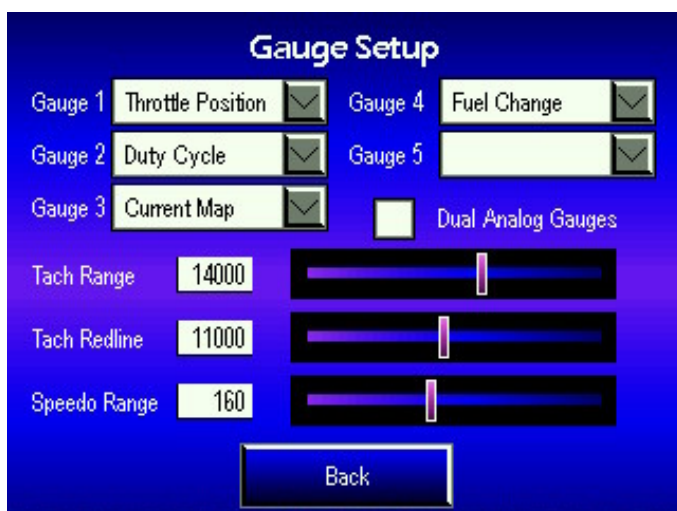 Gauge Setup
Gauge 1 Throttle Position Gauge 4 Fuel Change
Gauge 2 Duty Cycle Gauge 5
Gauge 3 Current Map Dual Analog Gauges
Tach Range 14000
Tach Redline 11000
Speedo Range 160
Back